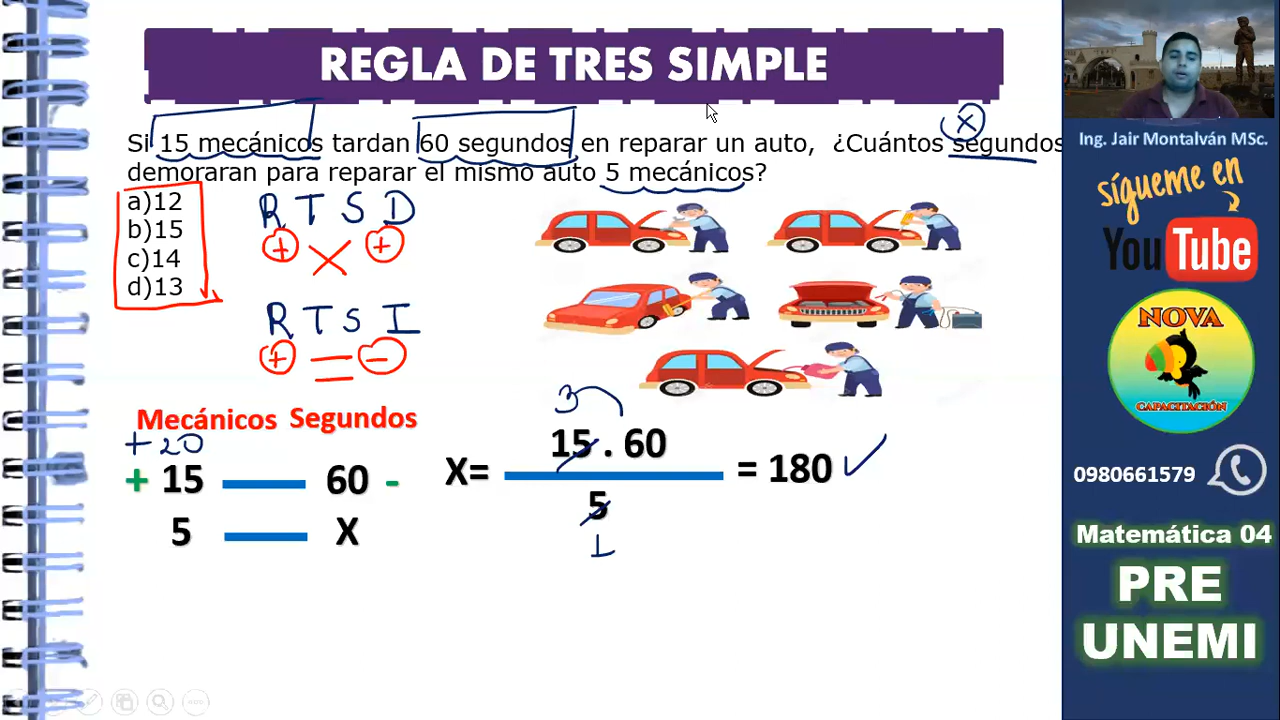 REGLA DE TRES SIMPLE
X
Si 15 mecánicos tardan 60 segundos en reparar un auto, ¿Cuántos segundos
demoraran para reparar el mismo auto 5 mecánicos?
a)12
b)15
c)14
d)13
R T S D
+ X +
R T S I
+ = -
Mecánicos Segundos
+20
+ 15 60 -
5 X
3
X= 15 . 60 = 180
5
1
Ing. Jair Montalván MSc.
sígueme en
YouTube
NOVA
CAPACITACIÓN
0980661579
Matemática 04
PRE
UNEMI